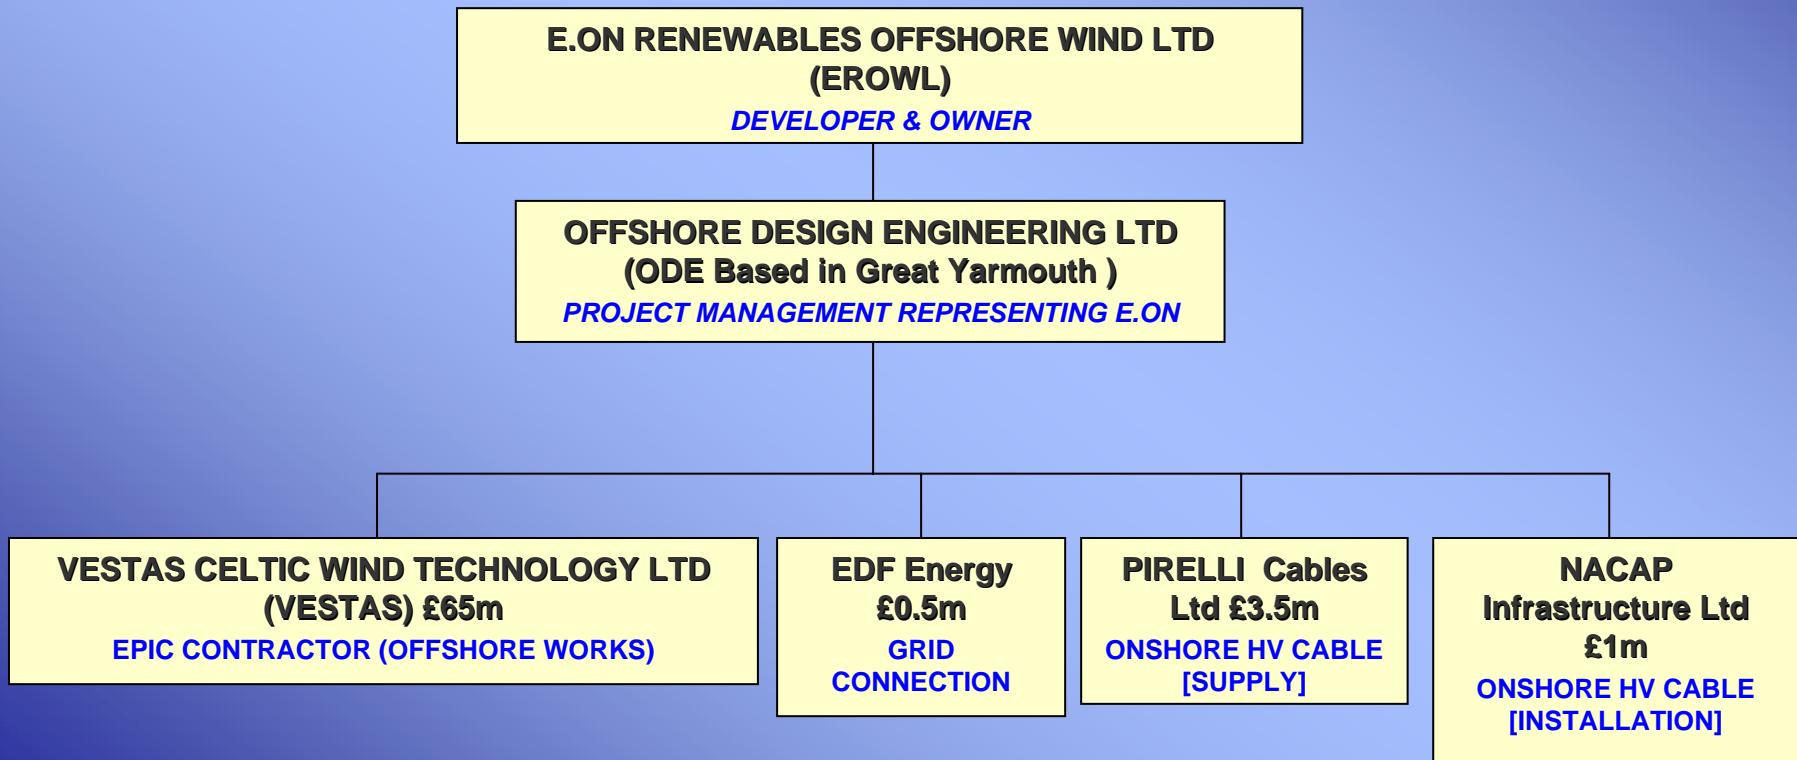 E.ON RENEWABLES OFFSHORE WIND LTD
(EROWL)
DEVELOPER & OWNER
OFFSHORE DESIGN ENGINEERING LTD
(ODE Based in Great Yarmouth )
PROJECT MANAGEMENT REPRESENTING E.ON
VESTAS CELTIC WIND TECHNOLOGY LTD
(VESTAS) £65m
EPIC CONTRACTOR (OFFSHORE WORKS)
EDF Energy
£0.5m
GRID
CONNECTION
PIRELLI  Cables
Ltd £3.5m
ONSHORE HV CABLE
[SUPPLY]
NACAP
Infrastructure Ltd
£1m
ONSHORE HV CABLE
[INSTALLATION]